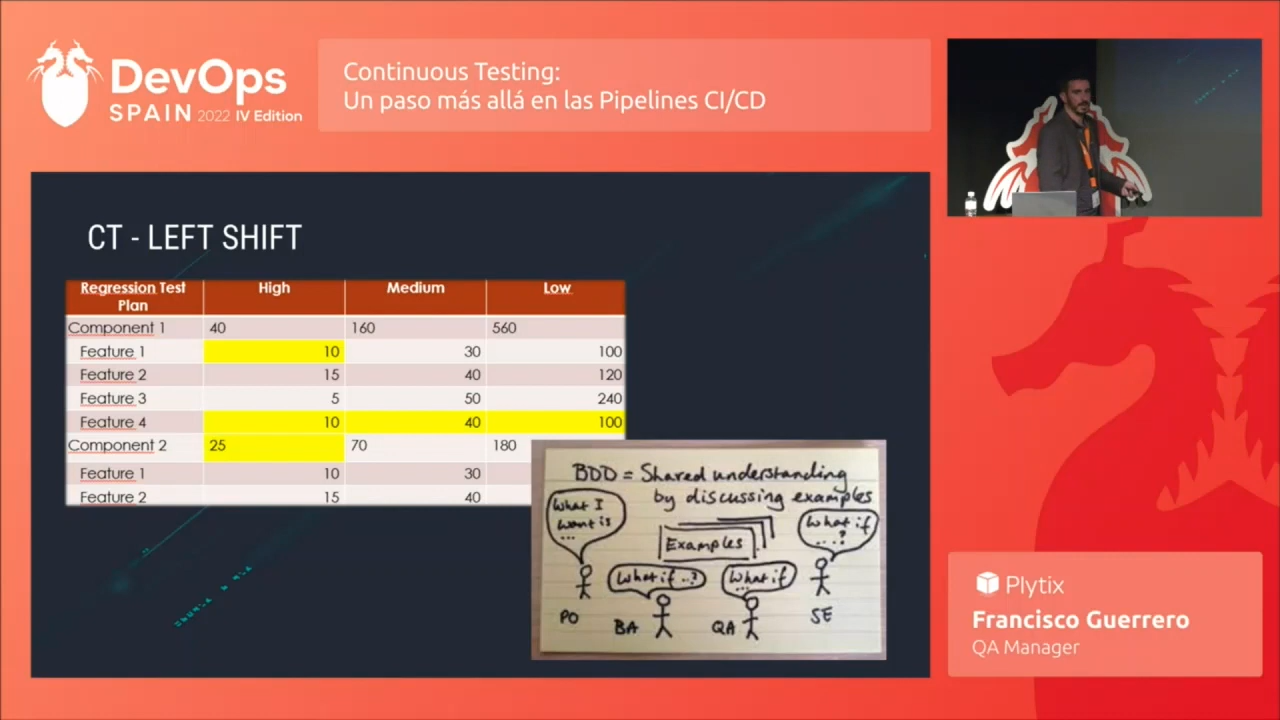 DevOps
SPAIN 2022 IV Edition
Continuous Testing:
Un paso más allá en las Pipelines CI/CD
CT - LEFT SHIFT
Regression Test Plan High Medium Low
Component 1 40 160 560
Feature 1 10 30 100
Feature 2 15 40 120
Feature 3 5 50 240
Feature 4 10 40 100
Component 2 25 70 180
Feature 1 10 30
Feature 2 15 40
BDD = Shared understanding
by discussing examples
What I
want is
...
Examples
What if
...?
What if ..?
What if
...
PO
BA
QA
SE
Plytix
Francisco Guerrero
QA Manager